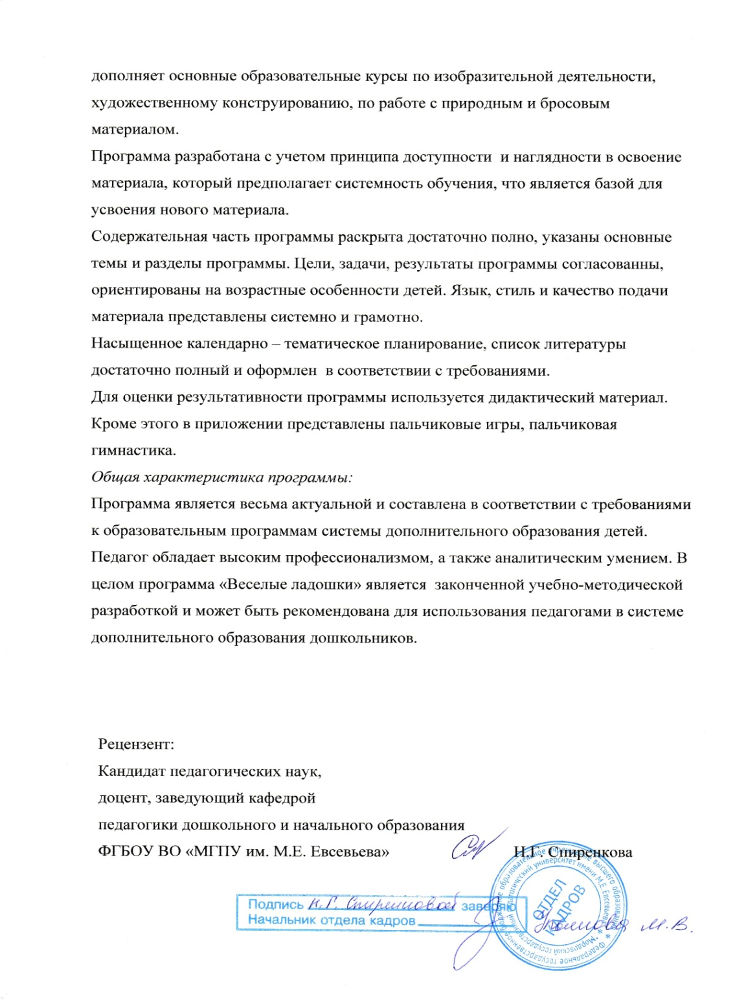 дополняет основные образовательные курсы по изобразительной деятельности,
художественному конструированию, по работе с природным и бросовым
материалом.
Программа разработана с учетом принципа доступности  и наглядности в освоение
материала, который предполагает системность обучения, что является базой для
усвоения нового материала.
Содержательная часть программы раскрыта достаточно полно, указаны основные
темы и разделы программы. Цели, задачи, результаты программы согласованны,
ориентированы на возрастные особенности детей. Язык, стиль и качество подачи
материала представлены системно и грамотно.
Насыщенное календарно – тематическое планирование, список литературы
достаточно полный и оформлен  в соответствии с требованиями.
Для оценки результативности программы используется дидактический материал.
Кроме этого в приложении представлены пальчиковые игры, пальчиковая
гимнастика.
Общая характеристика программы:
Программа является весьма актуальной и составлена в соответствии с требованиями
к образовательным программам системы дополнительного образования детей.
Педагог обладает высоким профессионализмом, а также аналитическим умением. В
целом программа «Веселые ладошки» является  законченной учебно-методической
разработкой и может быть рекомендована для использования педагогами в системе
дополнительного образования дошкольников.
Рецензент:
Кандидат педагогических наук,
доцент, заведующий кафедрой
педагогики дошкольного и начального образования
ФГБОУ ВО «МГПУ им. М.Е. Евсевьева» Н.Г. Спиренкова
Подпись Н.Г. Спиренковой заверяю
Начальник отдела кадров М.В.
ОТДЕЛ
КАДРОВ
Федеральное государственное бюджетное образовательное учреждение высшего образования
"Мордовский государственный педагогический университет имени М.Е. Евсевьева"